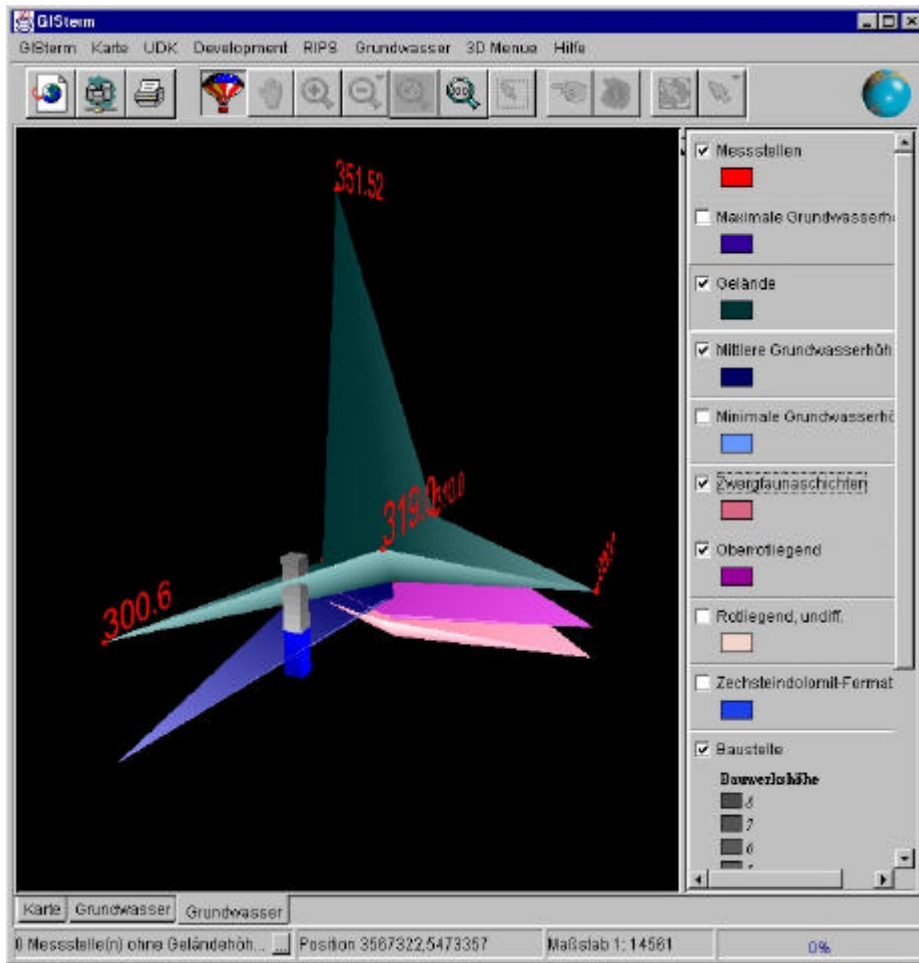 GISterm
GISterm Karte UDK Development RIPS Grundwasser 3D Menue Hilfe
351.52
319.0
310.0
300.6
Messstellen
Maximale Grundwasserh
Gelände
Mittlere Grundwasserhöh
Minimale Grundwasserhö
Zwergfaunaschichten
Oberrotliegend
Rotliegend, undiff.
Zechsteindolomit-Format
Baustelle
Bauwerkshöhe
8
7
6
Karte Grundwasser Grundwasser
0 Messstelle(n) ohne Geländehöh... ... Position 3567322,5473357 Maßstab 1: 14561 0%